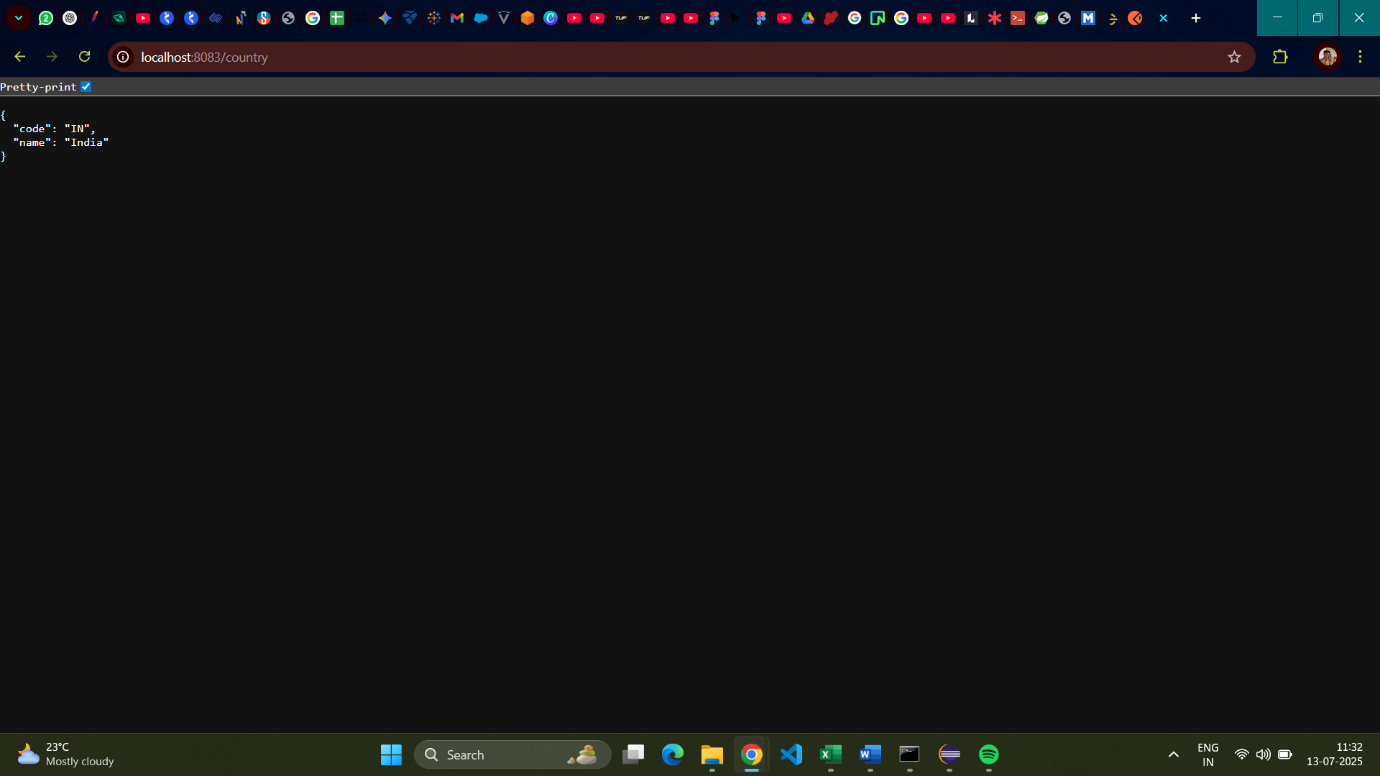 localhost:8083/country
Pretty-print
{
  "code": "IN",
  "name": "India"
}
23°C
Mostly cloudy
Search
ENG
IN
11:32
13-07-2025